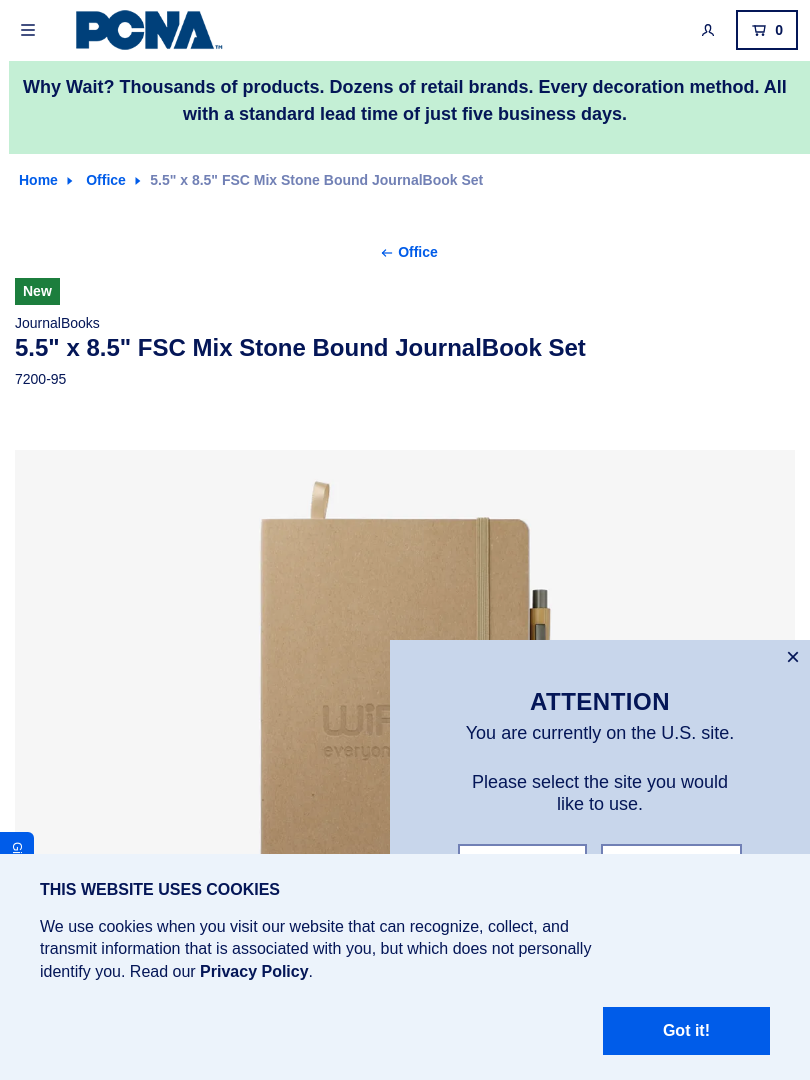 PCNA™
0
Why Wait? Thousands of products. Dozens of retail brands. Every decoration method. All
with a standard lead time of just five business days.
Home Office 5.5" x 8.5" FSC Mix Stone Bound JournalBook Set
Office
New
JournalBooks
5.5" x 8.5" FSC Mix Stone Bound JournalBook Set
7200-95
ATTENTION
You are currently on the U.S. site.
Please select the site you would
like to use.
THIS WEBSITE USES COOKIES
We use cookies when you visit our website that can recognize, collect, and
transmit information that is associated with you, but which does not personally
identify you. Read our Privacy Policy.
Got it!